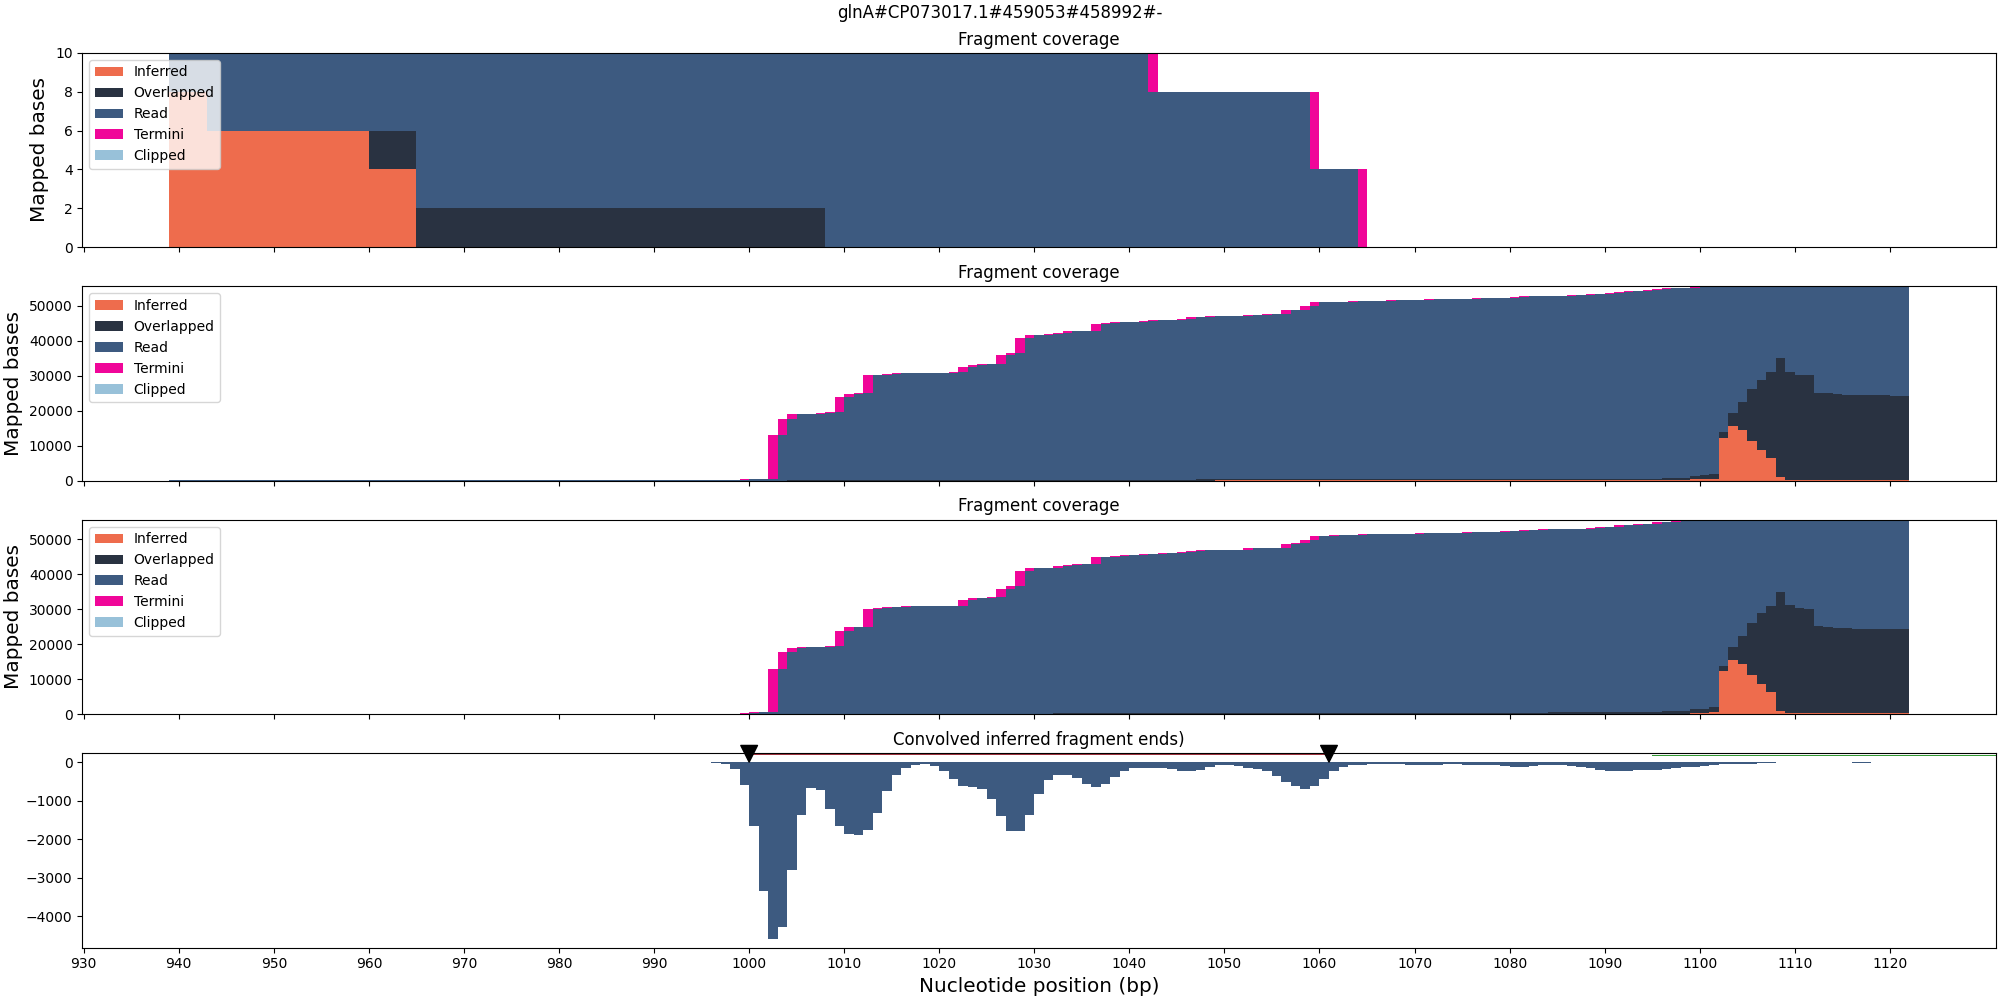 glnA#CP073017.1#459053#458992#-
Fragment coverage
Mapped bases
10
8
6
4
2
0
Inferred
Overlapped
Read
Termini
Clipped
Fragment coverage
Mapped bases
50000
40000
30000
20000
10000
0
Inferred
Overlapped
Read
Termini
Clipped
Fragment coverage
Mapped bases
50000
40000
30000
20000
10000
0
Inferred
Overlapped
Read
Termini
Clipped
Convolved inferred fragment ends)
0
−1000
−2000
−3000
−4000
930 940 950 960 970 980 990 1000 1010 1020 1030 1040 1050 1060 1070 1080 1090 1100 1110 1120
Nucleotide position (bp)